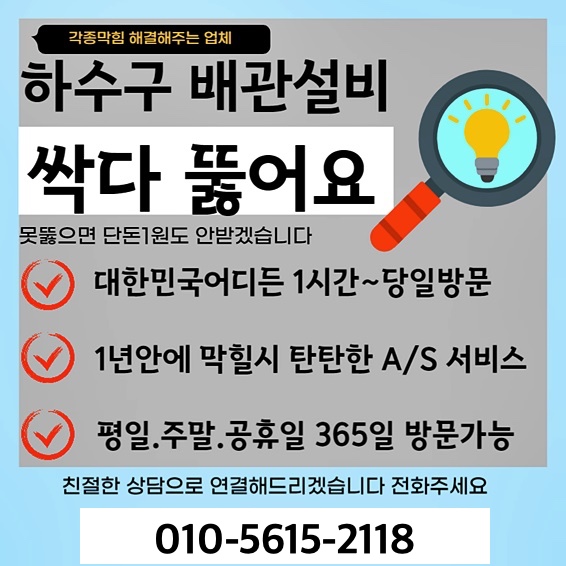 각종막힘 해결해주는 업체
하수구 배관설비
싹다 뚫어요
못뚫으면 단돈1원도 안받겠습니다
대한민국어디든 1시간~당일방문
1년안에 막힐시 탄탄한 A/S 서비스
평일.주말.공휴일 365일 방문가능
친절한 상담으로 연결해드리겠습니다 전화주세요
010-5615-2118